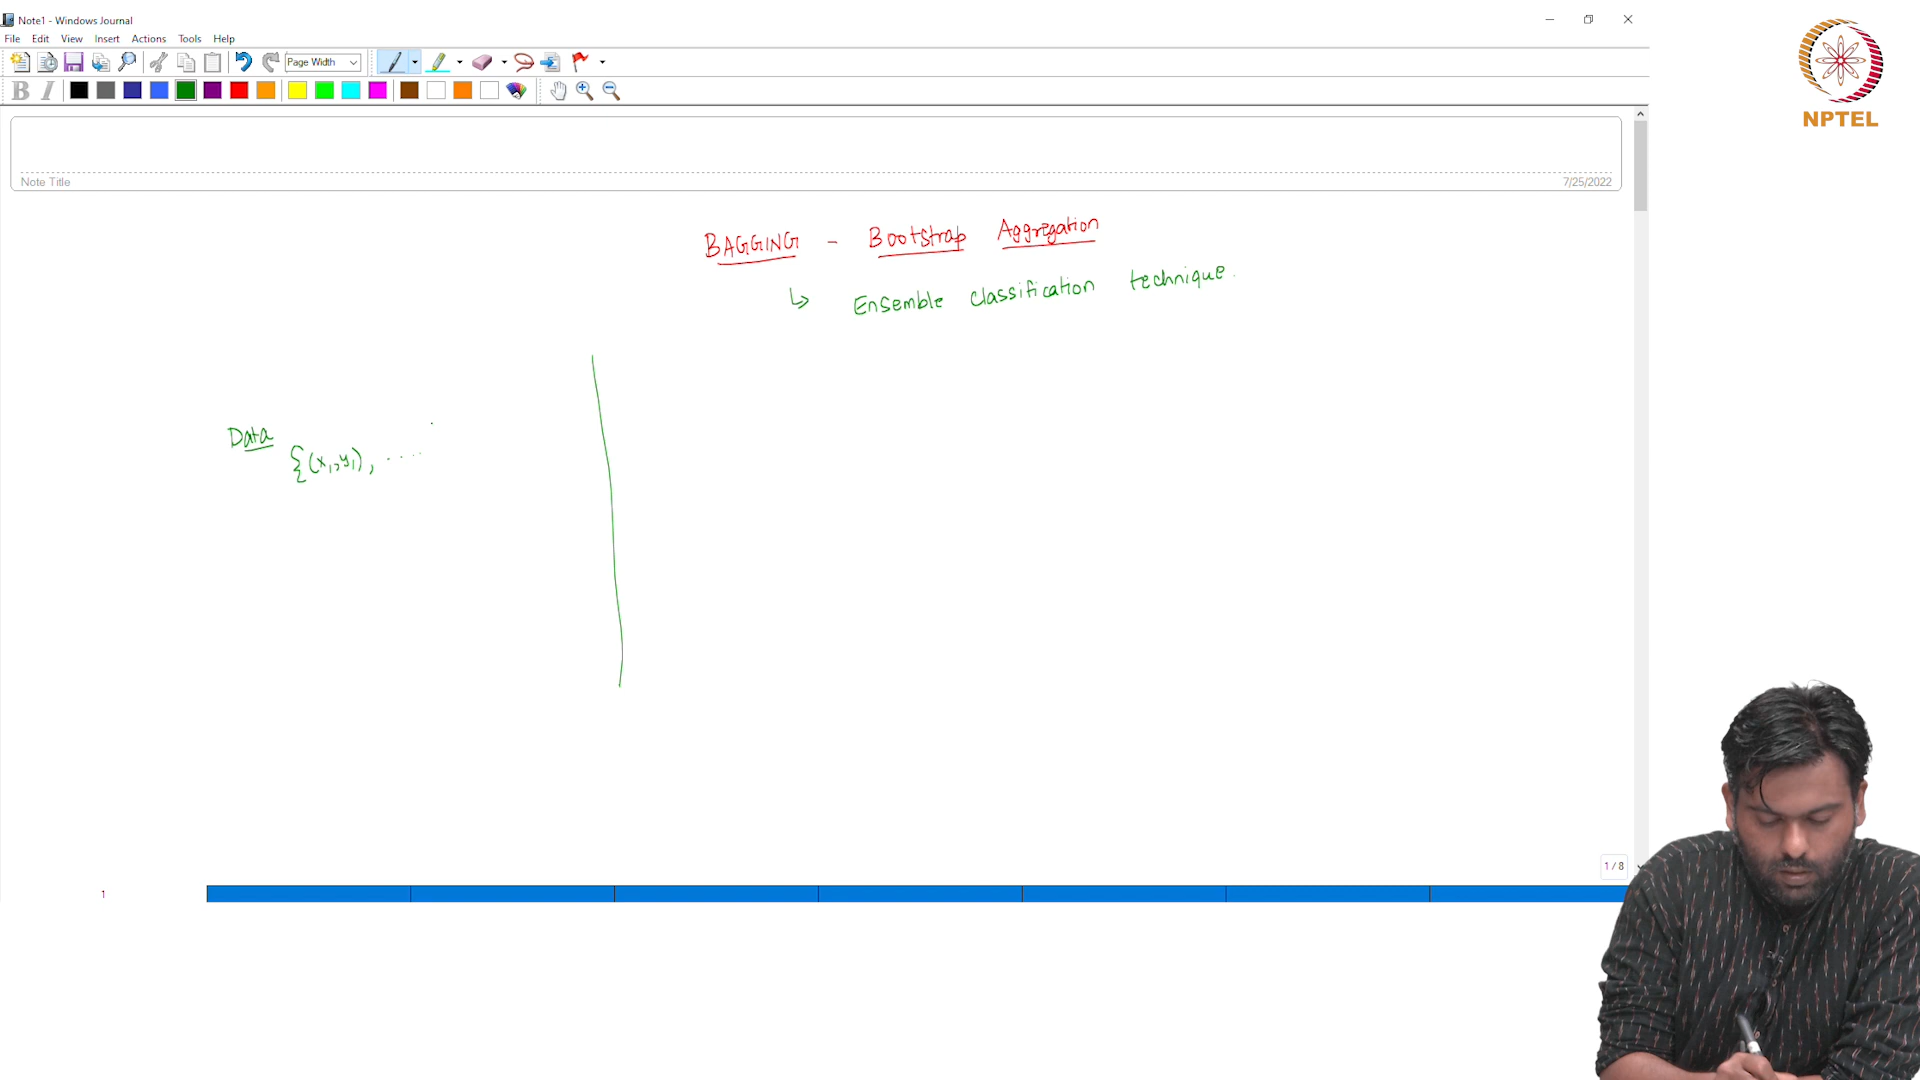 Note1 - Windows Journal
File Edit View Insert Actions Tools Help
Page Width
B I
NPTEL
Note Title
7/25/2022
BAGGING - Bootstrap Aggregation
↳ Ensemble classification technique.
Data
{(x₁,y₁), .....
1 / 8
1